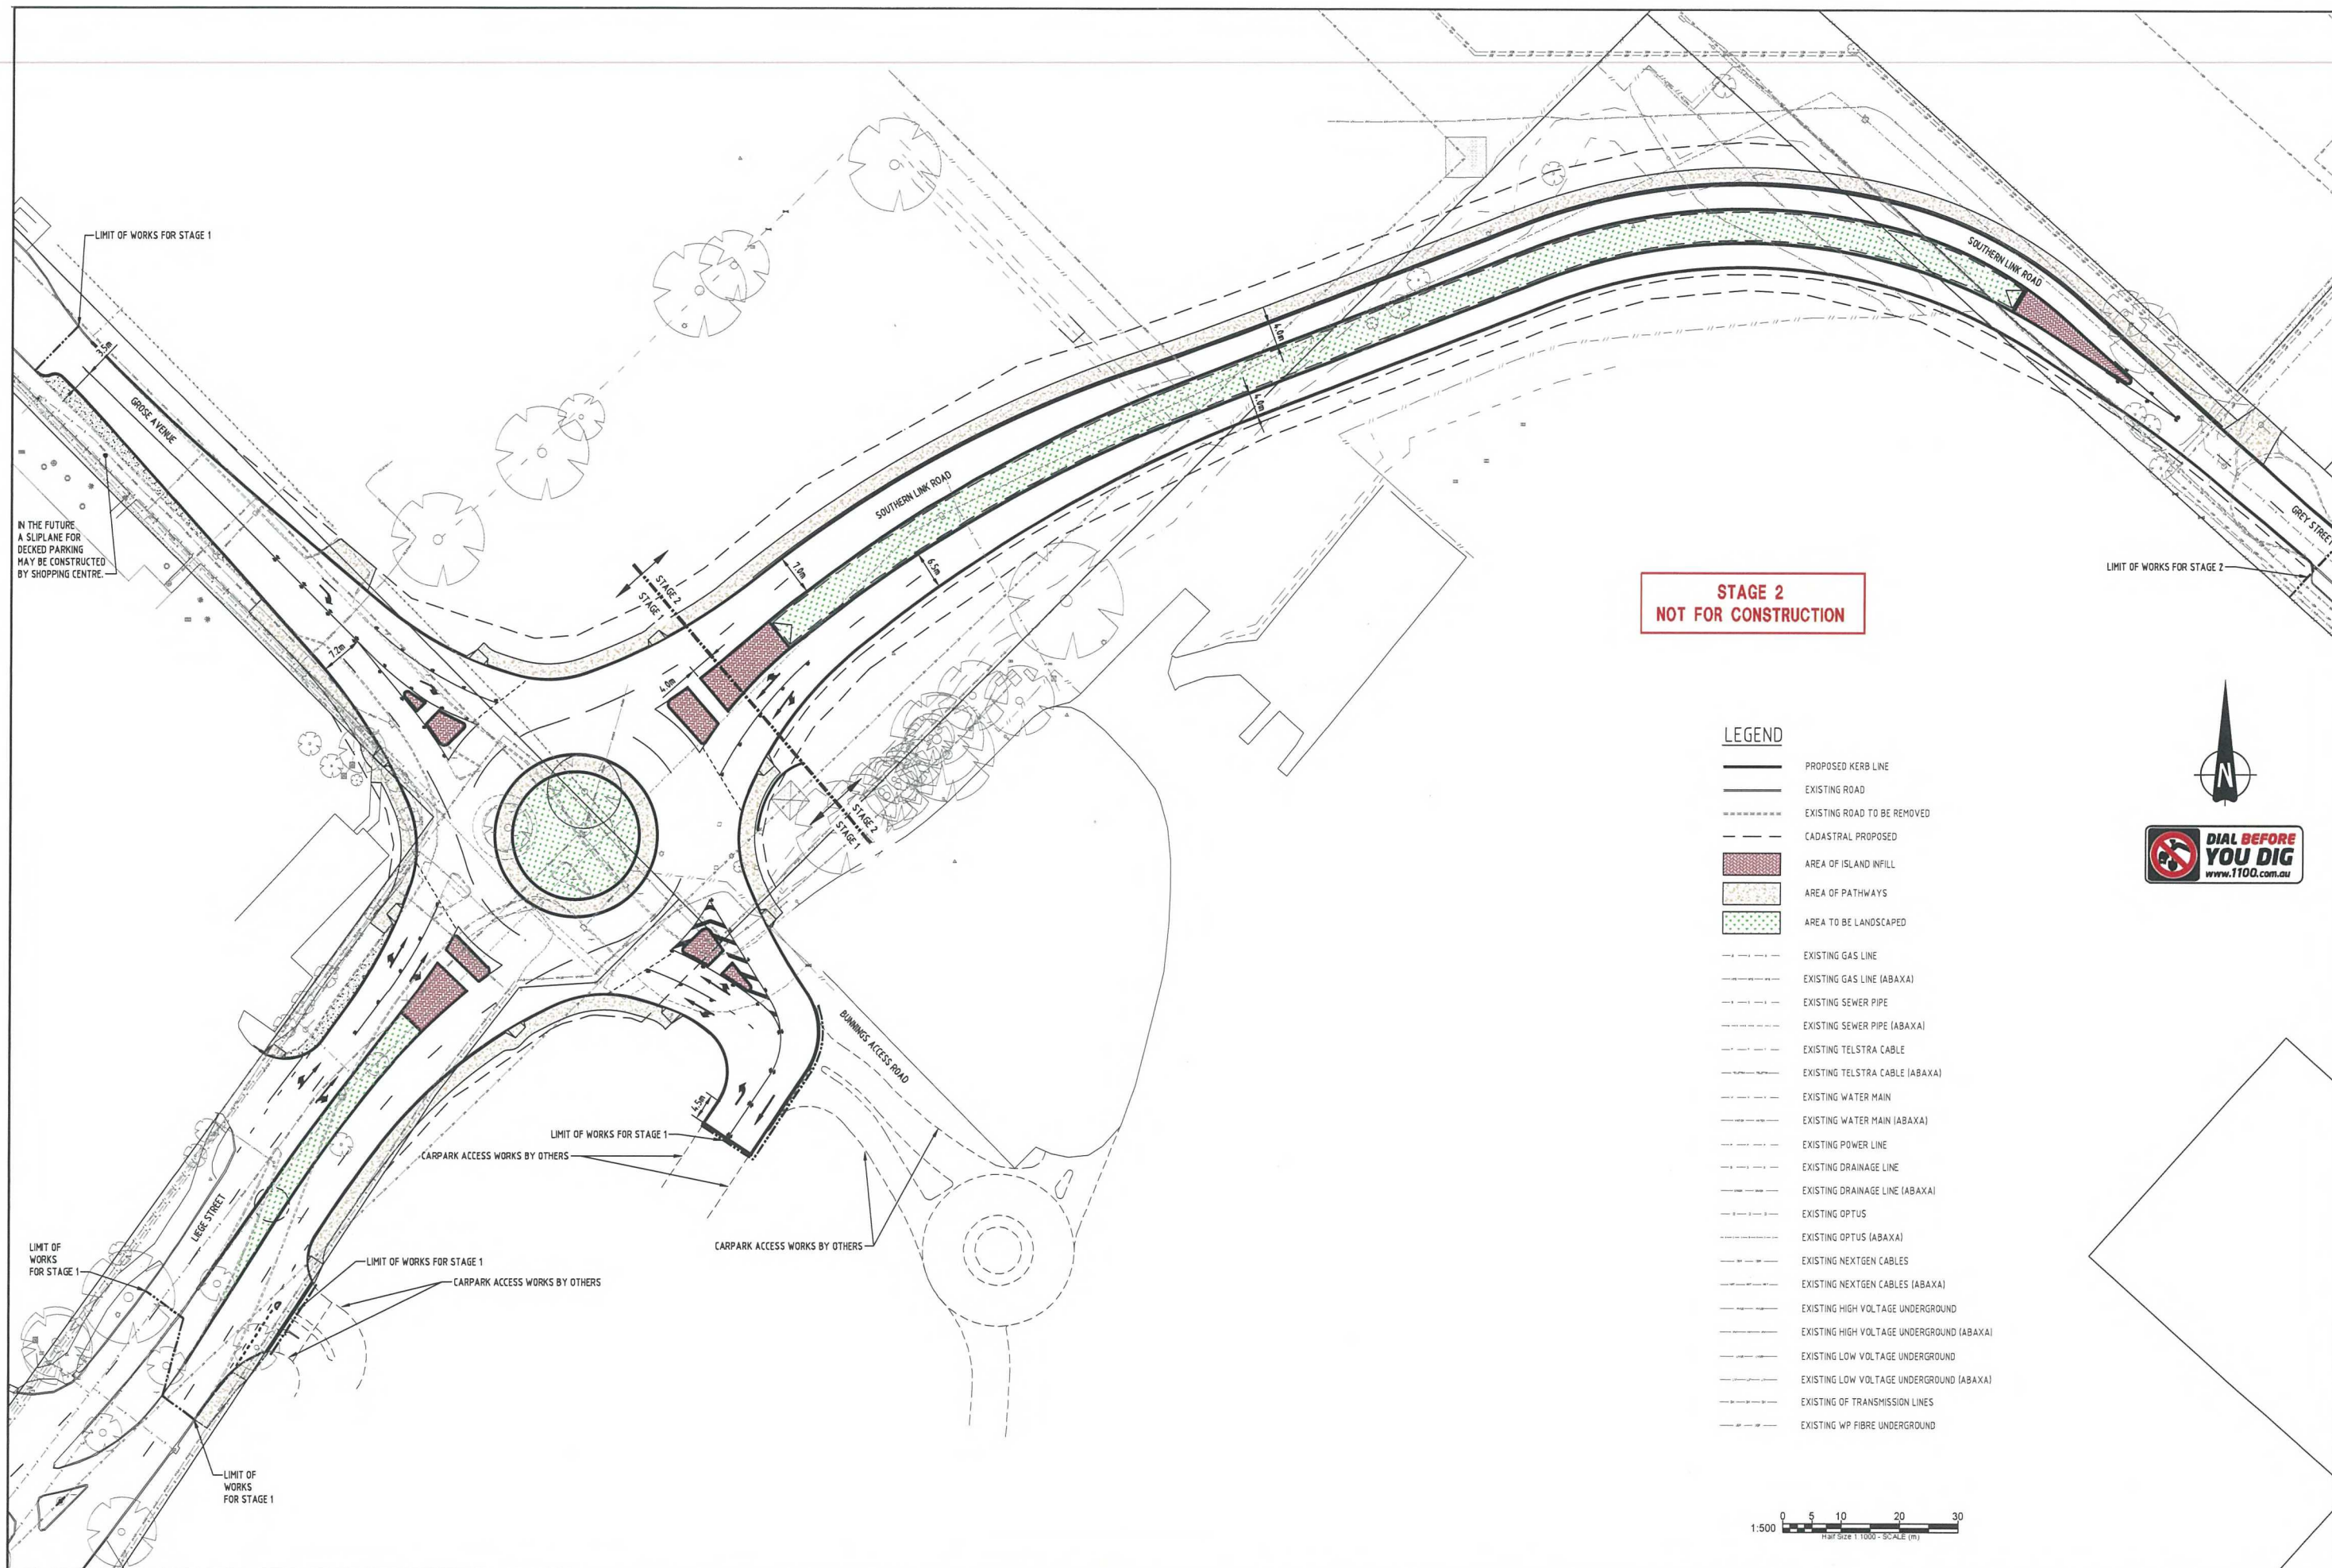 LIMIT OF WORKS FOR STAGE 1
3.5m
GROSE AVENUE
IN THE FUTURE
A SLIPLANE FOR
DECKED PARKING
MAY BE CONSTRUCTED
BY SHOPPING CENTRE.
7.2m
STAGE 2
STAGE 1
4.0m
7.0m
6.5m
SOUTHERN LINK ROAD
4.0m
4.0m
SOUTHERN LINK ROAD
GREY STREET
LIMIT OF WORKS FOR STAGE 2
STAGE 2
NOT FOR CONSTRUCTION
STAGE 2
STAGE 1
BUNNINGS ACCESS ROAD
4.5m
LIMIT OF WORKS FOR STAGE 1
CARPARK ACCESS WORKS BY OTHERS
CARPARK ACCESS WORKS BY OTHERS
LIEGE STREET
LIMIT OF
WORKS
FOR STAGE 1
LIMIT OF WORKS FOR STAGE 1
CARPARK ACCESS WORKS BY OTHERS
LIMIT OF
WORKS
FOR STAGE 1
LEGEND
PROPOSED KERB LINE
EXISTING ROAD
EXISTING ROAD TO BE REMOVED
CADASTRAL PROPOSED
AREA OF ISLAND INFILL
AREA OF PATHWAYS
AREA TO BE LANDSCAPED
EXISTING GAS LINE
EXISTING GAS LINE (ABAXA)
EXISTING SEWER PIPE
EXISTING SEWER PIPE (ABAXA)
EXISTING TELSTRA CABLE
EXISTING TELSTRA CABLE (ABAXA)
EXISTING WATER MAIN
EXISTING WATER MAIN (ABAXA)
EXISTING POWER LINE
EXISTING DRAINAGE LINE
EXISTING DRAINAGE LINE (ABAXA)
EXISTING OPTUS
EXISTING OPTUS (ABAXA)
EXISTING NEXTGEN CABLES
EXISTING NEXTGEN CABLES (ABAXA)
EXISTING HIGH VOLTAGE UNDERGROUND
EXISTING HIGH VOLTAGE UNDERGROUND (ABAXA)
EXISTING LOW VOLTAGE UNDERGROUND
EXISTING LOW VOLTAGE UNDERGROUND (ABAXA)
EXISTING OF TRANSMISSION LINES
EXISTING WP FIBRE UNDERGROUND
N
DIAL BEFORE
YOU DIG
www.1100.com.au
0 5 10 20 30
1:500
Half Size 1:1000 - SCALE (m)